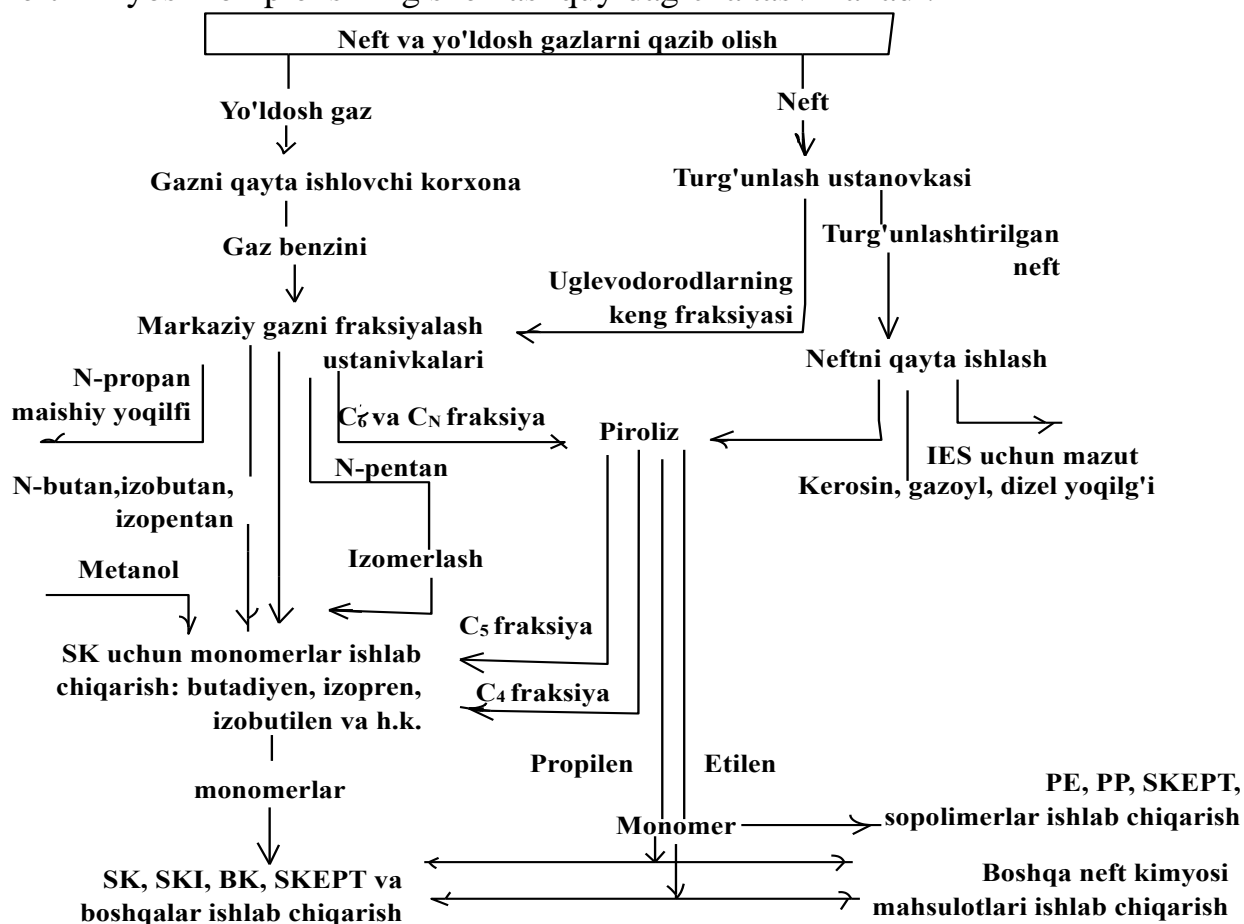 Neft va yo'ldosh gazlarni qazib olish
Yo'ldosh gaz
Neft
Gazni qayta ishlovchi korxona
Turg'unlash ustanovkasi
Gaz benzini
Turg'unlashtirilgan
neft
Uglevodorodlarning
keng fraksiyasi
Markaziy gazni fraksiyalash
ustanivkalari
Neftni qayta ishlash
N-propan
maishiy yoqilfi
C6 va CN fraksiya
Piroliz
IES uchun mazut
Kerosin, gazoyl, dizel yoqilg'i
N-pentan
N-butan,izobutan,
izopentan
Izomerlash
Metanol
C5 fraksiya
SK uchun monomerlar ishlab
chiqarish: butadiyen, izopren,
izobutilen va h.k.
C4 fraksiya
Propilen
Etilen
monomerlar
Monomer
PE, PP, SKEPT,
sopolimerlar ishlab chiqarish
SK, SKI, BK, SKEPT va
boshqalar ishlab chiqarish
Boshqa neft kimyosi
mahsulotlari ishlab chiqarish